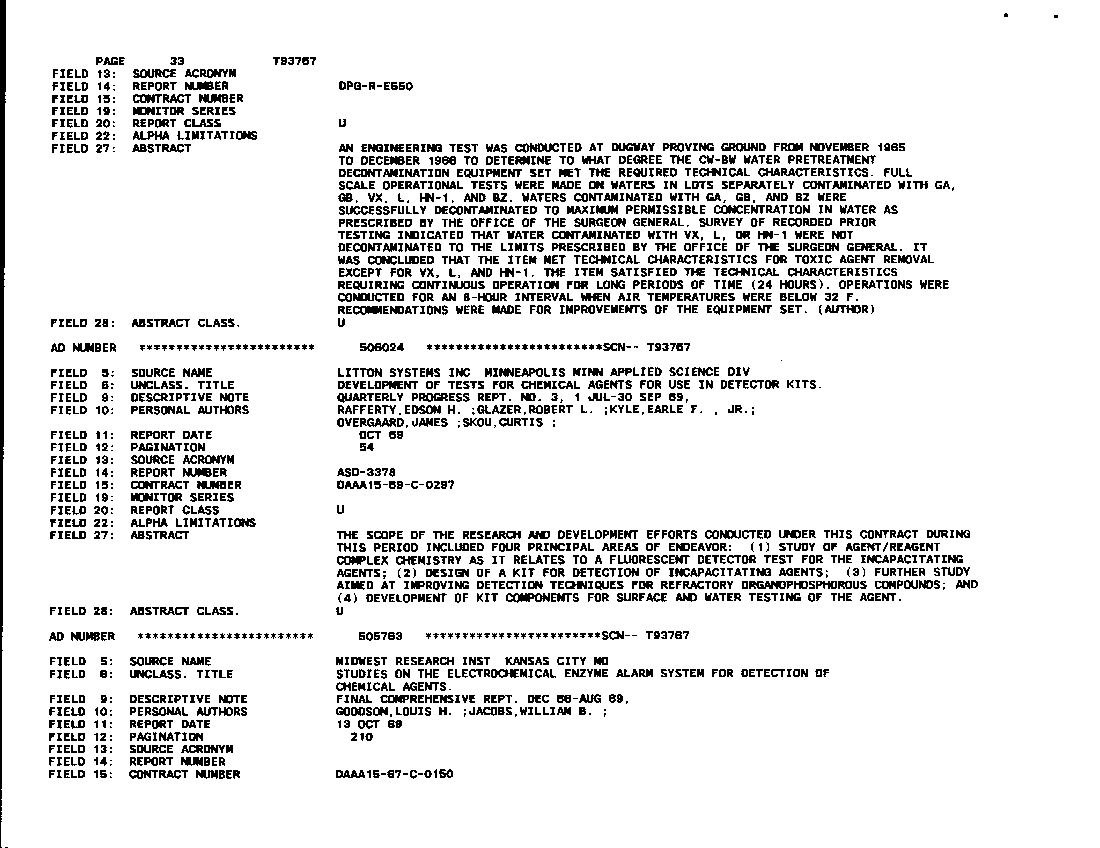 PAGE 33 T93767
FIELD 13: SOURCE ACRONYM
FIELD 14: REPORT NUMBER DPG-R-E550
FIELD 15: CONTRACT NUMBER
FIELD 19: MONITOR SERIES
FIELD 20: REPORT CLASS U
FIELD 22: ALPHA LIMITATIONS
FIELD 27: ABSTRACT AN ENGINEERING TEST WAS CONDUCTED AT DUGWAY PROVING GROUND FROM NOVEMBER 1965
TO DECEMBER 1966 TO DETERMINE TO WHAT DEGREE THE CW-BW WATER PRETREATMENT
DECONTAMINATION EQUIPMENT SET MET THE REQUIRED TECHNICAL CHARACTERISTICS. FULL
SCALE OPERATIONAL TESTS WERE MADE ON WATERS IN LOTS SEPARATELY CONTAMINATED WITH GA,
GB, VX, L, HN-1, AND BZ. WATERS CONTAMINATED WITH GA, GB, AND BZ WERE
SUCCESSFULLY DECONTAMINATED TO MAXIMUM PERMISSIBLE CONCENTRATION IN WATER AS
PRESCRIBED BY THE OFFICE OF THE SURGEON GENERAL. SURVEY OF RECORDED PRIOR
TESTING INDICATED THAT WATER CONTAMINATED WITH VX, L, OR HN-1 WERE NOT
DECONTAMINATED TO THE LIMITS PRESCRIBED BY THE OFFICE OF THE SURGEON GENERAL. IT
WAS CONCLUDED THAT THE ITEM MET TECHNICAL CHARACTERISTICS FOR TOXIC AGENT REMOVAL
EXCEPT FOR VX, L, AND HN-1. THE ITEM SATISFIED THE TECHNICAL CHARACTERISTICS
REQUIRING CONTINUOUS OPERATION FOR LONG PERIODS OF TIME (24 HOURS). OPERATIONS WERE
CONDUCTED FOR AN 8-HOUR INTERVAL WHEN AIR TEMPERATURES WERE BELOW 32 F.
RECOMMENDATIONS WERE MADE FOR IMPROVEMENTS OF THE EQUIPMENT SET. (AUTHOR)
FIELD 28: ABSTRACT CLASS. U
AD NUMBER ************************ 506024 ************************SCN-- T93767
FIELD 5: SOURCE NAME LITTON SYSTEMS INC MINNEAPOLIS MINN APPLIED SCIENCE DIV
FIELD 6: UNCLASS. TITLE DEVELOPMENT OF TESTS FOR CHEMICAL AGENTS FOR USE IN DETECTOR KITS.
FIELD 9: DESCRIPTIVE NOTE QUARTERLY PROGRESS REPT. NO. 3, 1 JUL-30 SEP 69,
FIELD 10: PERSONAL AUTHORS RAFFERTY,EDSON H. ;GLAZER,ROBERT L. ;KYLE,EARLE F. , JR.;
OVERGAARD,JAMES ;SKOU,CURTIS ;
FIELD 11: REPORT DATE OCT 69
FIELD 12: PAGINATION 54
FIELD 13: SOURCE ACRONYM
FIELD 14: REPORT NUMBER ASD-3378
FIELD 15: CONTRACT NUMBER DAAA15-69-C-0297
FIELD 19: MONITOR SERIES
FIELD 20: REPORT CLASS U
FIELD 22: ALPHA LIMITATIONS
FIELD 27: ABSTRACT THE SCOPE OF THE RESEARCH AND DEVELOPMENT EFFORTS CONDUCTED UNDER THIS CONTRACT DURING
THIS PERIOD INCLUDED FOUR PRINCIPAL AREAS OF ENDEAVOR: (1) STUDY OF AGENT/REAGENT
COMPLEX CHEMISTRY AS IT RELATES TO A FLUORESCENT DETECTOR TEST FOR THE INCAPACITATING
AGENTS; (2) DESIGN OF A KIT FOR DETECTION OF INCAPACITATING AGENTS; (3) FURTHER STUDY
AIMED AT IMPROVING DETECTION TECHNIQUES FOR REFRACTORY ORGANOPHOSPHOROUS COMPOUNDS; AND
(4) DEVELOPMENT OF KIT COMPONENTS FOR SURFACE AND WATER TESTING OF THE AGENT.
FIELD 28: ABSTRACT CLASS. U
AD NUMBER ************************ 505763 ************************SCN-- T93767
FIELD 5: SOURCE NAME MIDWEST RESEARCH INST KANSAS CITY MO
FIELD 6: UNCLASS. TITLE STUDIES ON THE ELECTROCHEMICAL ENZYME ALARM SYSTEM FOR DETECTION OF
CHEMICAL AGENTS.
FIELD 9: DESCRIPTIVE NOTE FINAL COMPREHENSIVE REPT. DEC 66-AUG 69,
FIELD 10: PERSONAL AUTHORS GOODSON,LOUIS H. ;JACOBS,WILLIAM B. ;
FIELD 11: REPORT DATE 13 OCT 69
FIELD 12: PAGINATION 210
FIELD 13: SOURCE ACRONYM
FIELD 14: REPORT NUMBER
FIELD 15: CONTRACT NUMBER DAAA15-67-C-0150